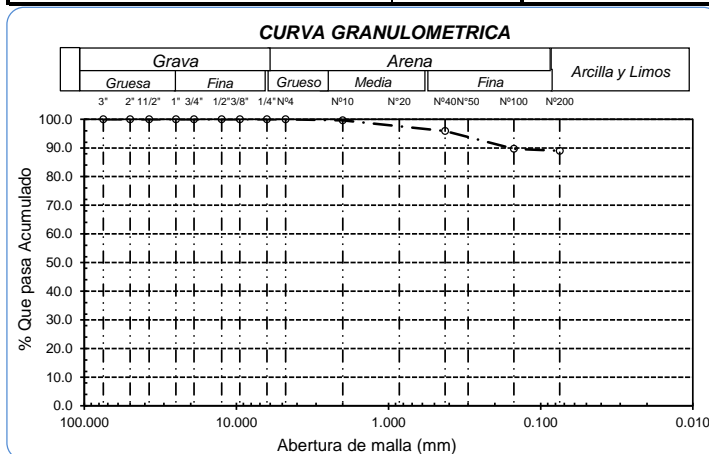 CURVA GRANULOMETRICA
Grava Arena Arcilla y Limos
Gruesa Fina Grueso Media Fina
3" 2" 11/2" 1" 3/4" 1/2" 3/8" 1/4" Nº4 Nº10 N°20 Nº40 N°50 Nº100 Nº200
100.0
90.0
80.0
70.0
60.0
50.0
40.0
30.0
20.0
10.0
0.0
% Que pasa Acumulado
100.000 10.000 1.000 0.100 0.010
Abertura de malla (mm)